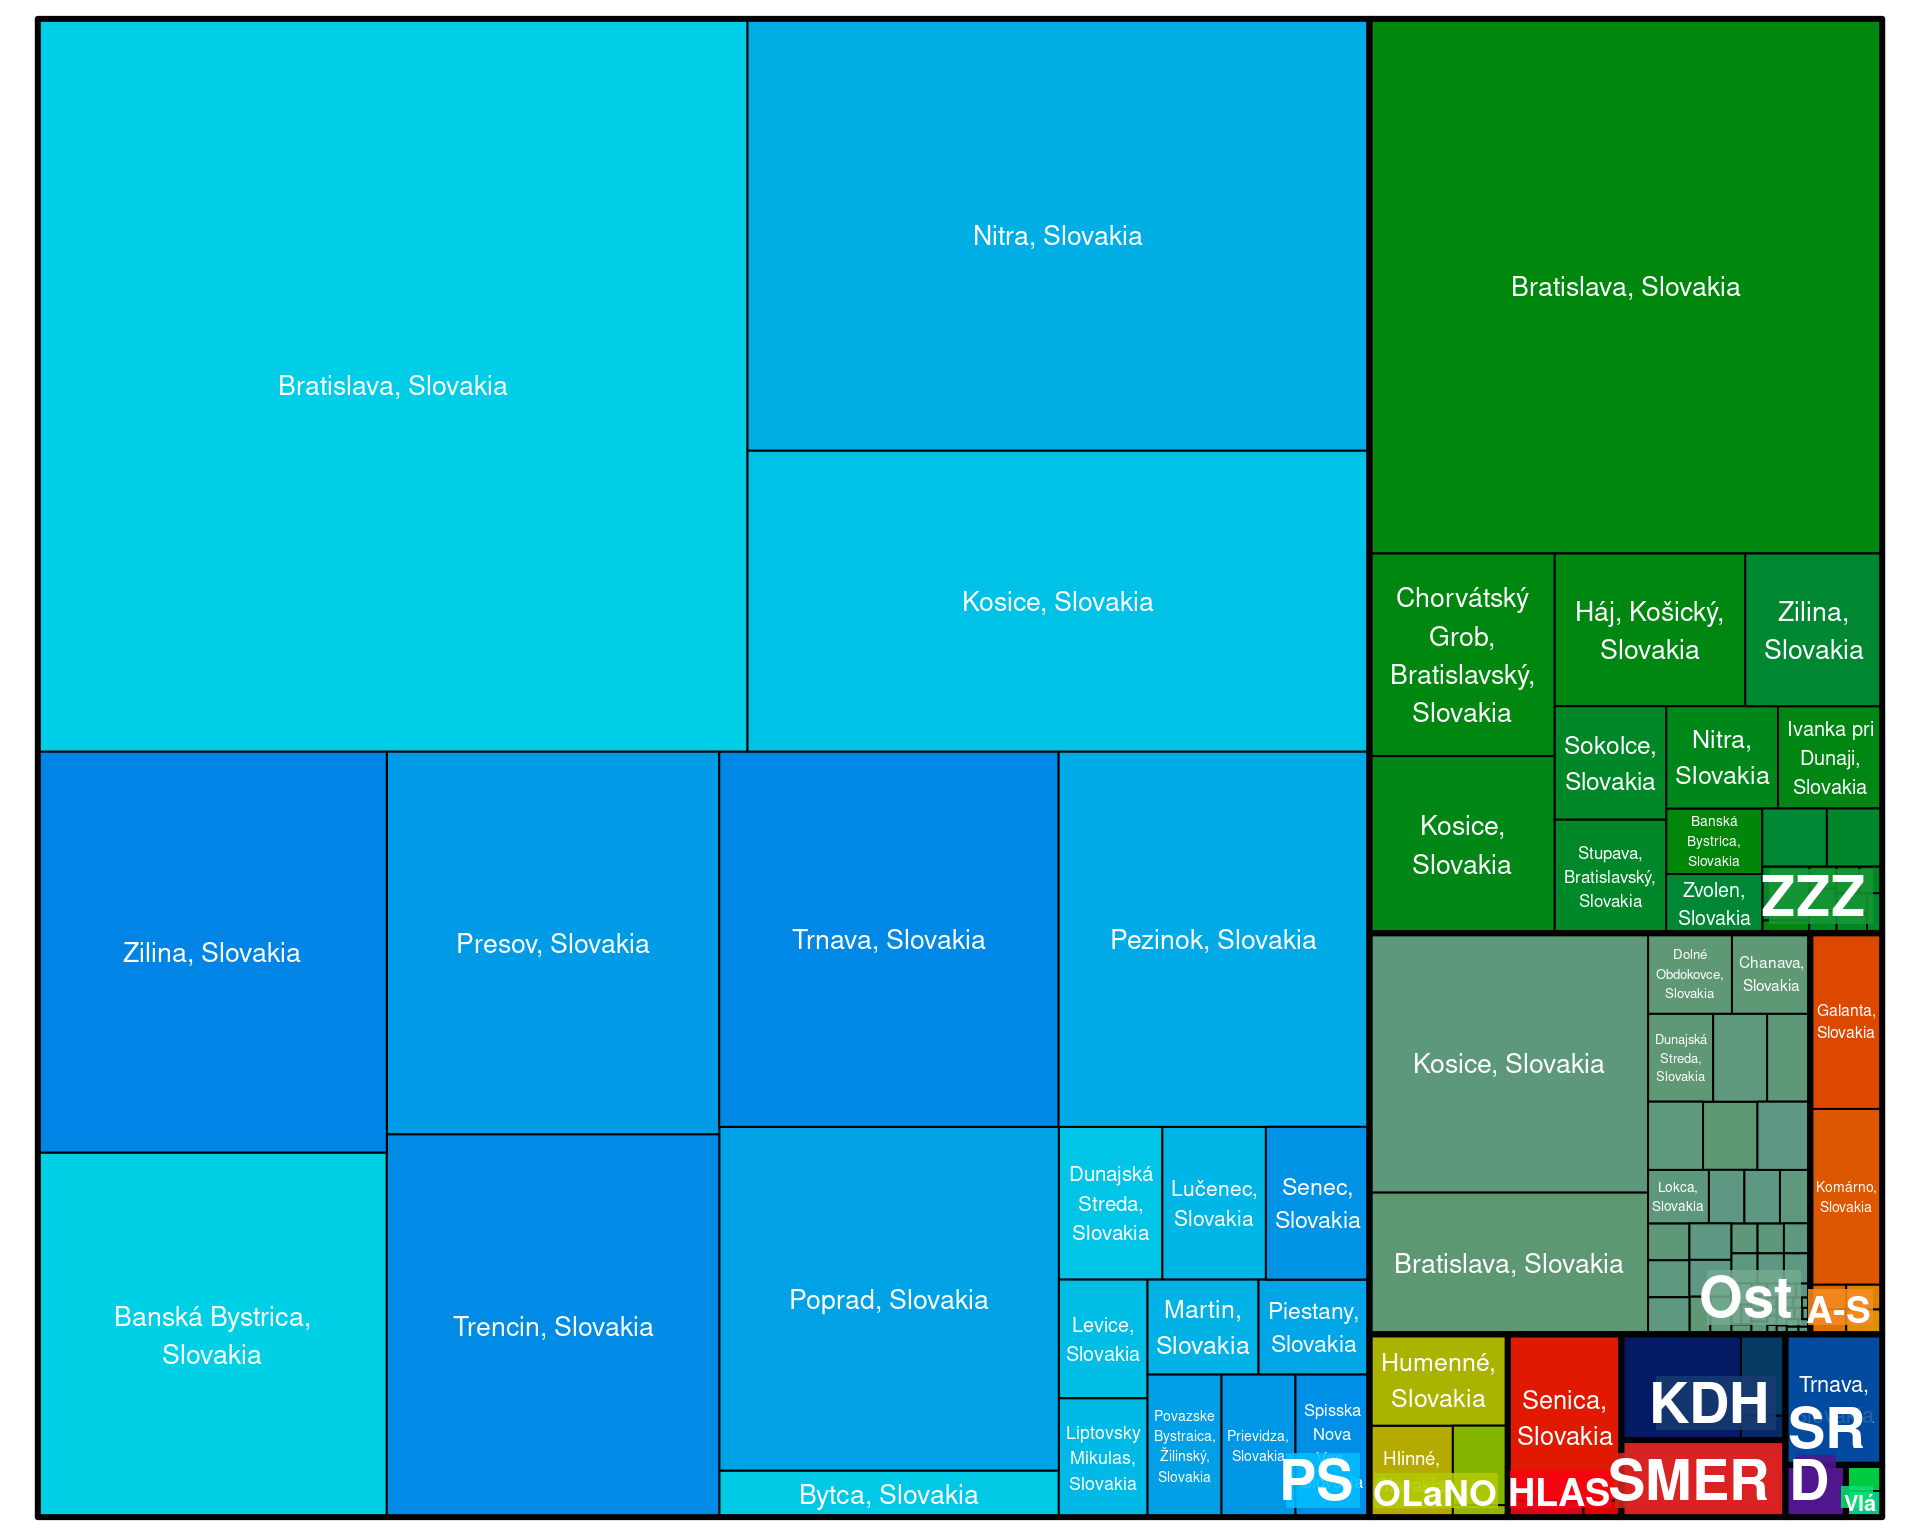 Bratislava, Slovakia
Nitra, Slovakia
Kosice, Slovakia
Zilina, Slovakia
Presov, Slovakia
Trnava, Slovakia
Pezinok, Slovakia
Banská Bystrica,
Slovakia
Trencin, Slovakia
Poprad, Slovakia
Bytca, Slovakia
Dunajská
Streda,
Slovakia
Lučenec,
Slovakia
Senec,
Slovakia
Levice,
Slovakia
Martin,
Slovakia
Piestany,
Slovakia
Liptovsky
Mikulas,
Slovakia
Povazske
Bystraica,
Žilinský,
Slovakia
Prievidza,
Slovakia
Spisska
Nova
PS
Bratislava, Slovakia
Chorvátský
Grob,
Bratislavský,
Slovakia
Háj, Košický,
Slovakia
Zilina,
Slovakia
Kosice,
Slovakia
Sokolce,
Slovakia
Nitra,
Slovakia
Ivanka pri
Dunaji,
Slovakia
Stupava,
Bratislavský,
Slovakia
Banská
Bystrica,
Slovakia
Zvolen,
Slovakia
ZZZ
Kosice, Slovakia
Bratislava, Slovakia
Dolné
Obdokovce,
Slovakia
Chanava,
Slovakia
Dunajská
Streda,
Slovakia
Lokca,
Slovakia
Ost
Galanta,
Slovakia
Komárno,
Slovakia
A-S
Humenné,
Slovakia
Hlinné,
OLaNO
Senica,
Slovakia
HLAS
KDH
SMER
Trnava,
SR
D
Vlá